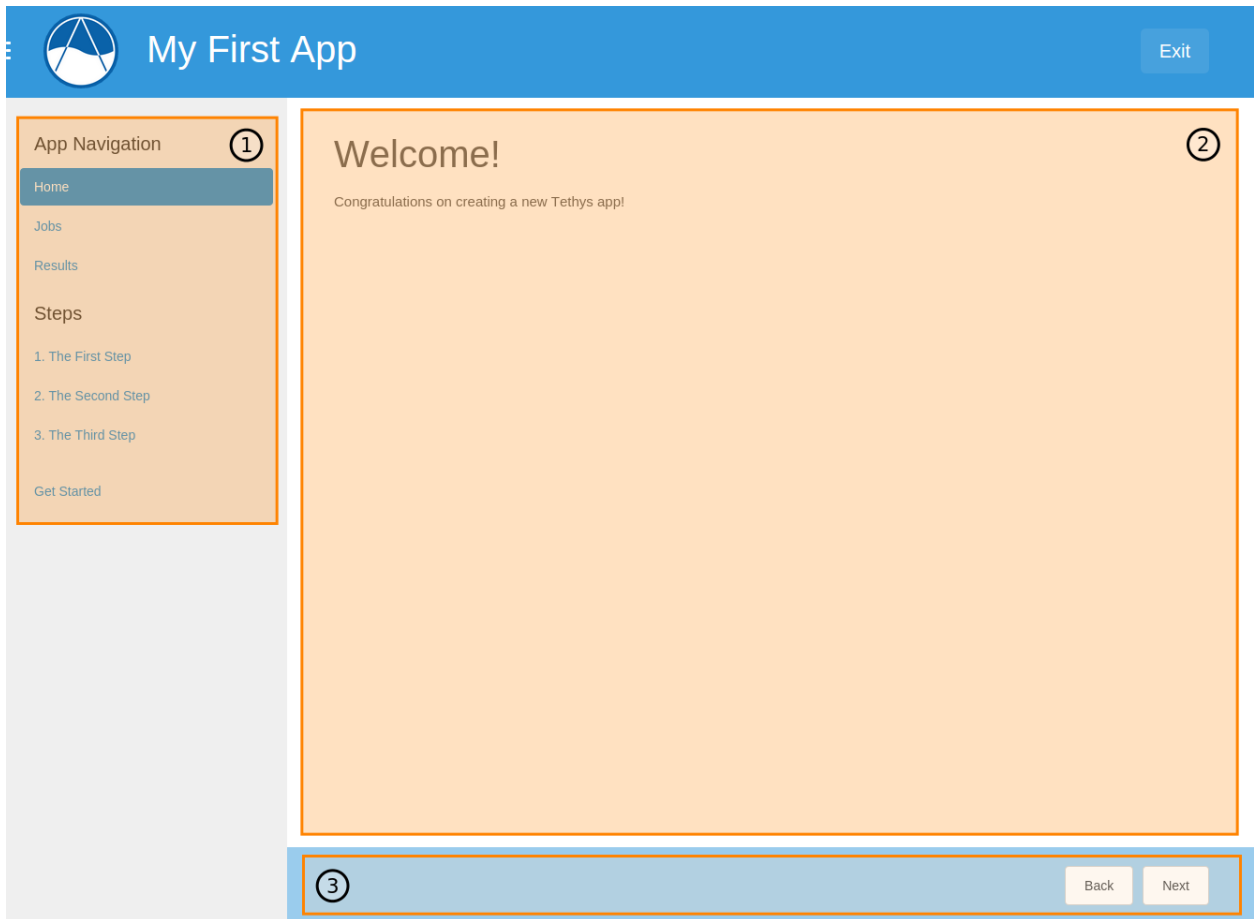 My First App
Exit
App Navigation
1
Home
Jobs
Results
Steps
1. The First Step
2. The Second Step
3. The Third Step
Get Started
Welcome!
2
Congratulations on creating a new Tethys app!
3
Back
Next